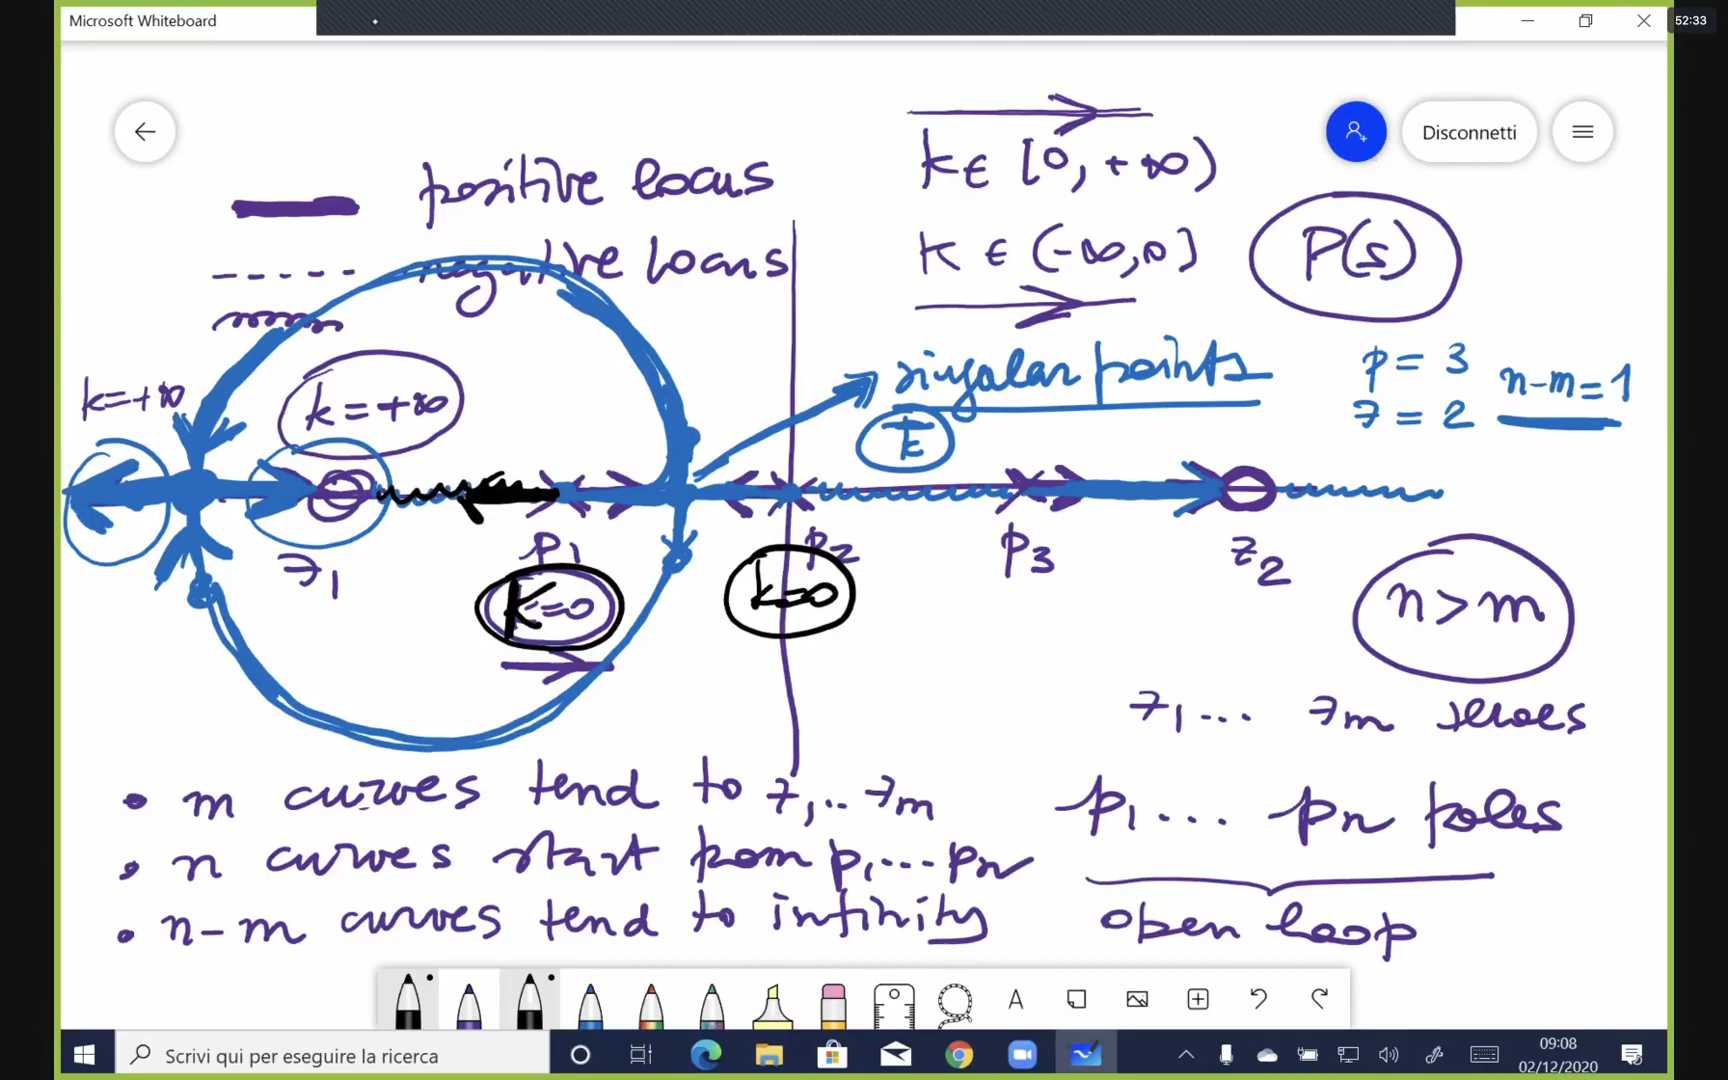 Microsoft Whiteboard
52:33
Disconnetti
positive locus
negative locus
k ∈ [0, +∞)
k ∈ (-∞, 0]
P(s)
singular points
k̄
p = 3
z = 2
n-m=1
k=+∞
k=+∞
z1
p1
p2
p3
z2
k=0
k=0
n > m
z1 ... zm zeroes
p1 ... pn poles
open loop
• m curves tend to z1 .. zm
• n curves start from p1 ... pn
• n-m curves tend to infinity
A
Scrivi qui per eseguire la ricerca
09:08
02/12/2020